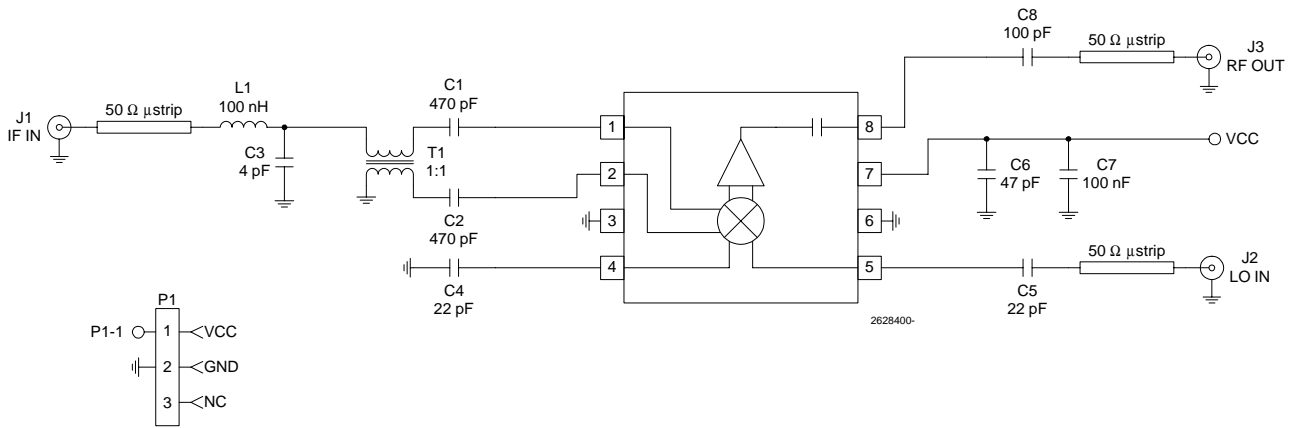 C8
100 pF
50 Ω μstrip
J3
RF OUT
J1
IF IN
50 Ω μstrip
L1
100 nH
C1
470 pF
C3
4 pF
T1
1:1
C2
470 pF
C4
22 pF
1
2
3
4
8
7
6
5
VCC
C6
47 pF
C7
100 nF
50 Ω μstrip
J2
LO IN
C5
22 pF
2628400-
P1
P1-1
1
VCC
2
GND
3
NC